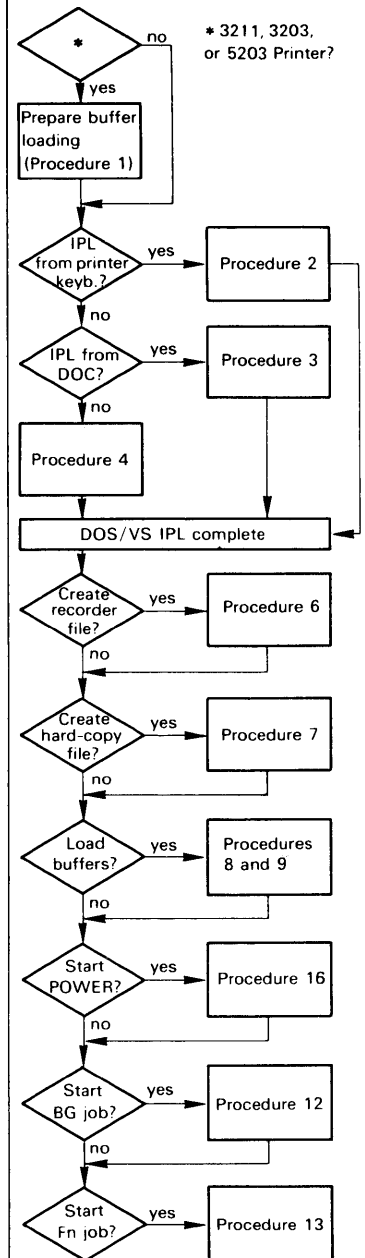 *
no
* 3211, 3203,
or 5203 Printer?
yes
Prepare buffer
loading
(Procedure 1)
IPL
from printer
keyb.?
yes
Procedure 2
no
IPL from
DOC?
yes
Procedure 3
no
Procedure 4
DOS/VS IPL complete
Create
recorder
file?
yes
Procedure 6
no
Create
hard-copy
file?
yes
Procedure 7
no
Load
buffers?
yes
Procedures
8 and 9
no
Start
POWER?
yes
Procedure 16
no
Start
BG job?
yes
Procedure 12
no
Start
Fn job?
yes
Procedure 13